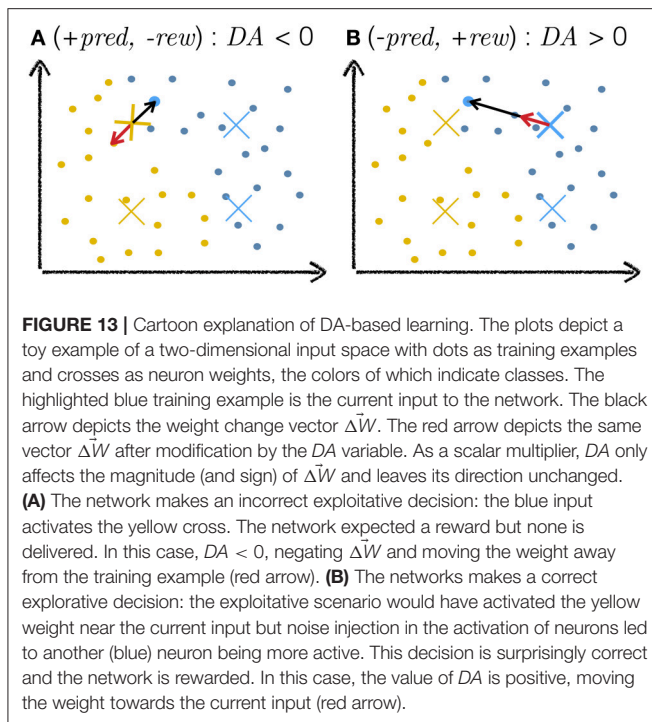 A (+pred, -rew) : DA < 0
B (-pred, +rew) : DA > 0
FIGURE 13 | Cartoon explanation of DA-based learning. The plots depict a
toy example of a two-dimensional input space with dots as training examples
and crosses as neuron weights, the colors of which indicate classes. The
highlighted blue training example is the current input to the network. The black
arrow depicts the weight change vector ΔW⃗. The red arrow depicts the same
vector ΔW⃗ after modification by the DA variable. As a scalar multiplier, DA only
affects the magnitude (and sign) of ΔW⃗ and leaves its direction unchanged.
(A) The network makes an incorrect exploitative decision: the blue input
activates the yellow cross. The network expected a reward but none is
delivered. In this case, DA < 0, negating ΔW⃗ and moving the weight away
from the training example (red arrow). (B) The networks makes a correct
explorative decision: the exploitative scenario would have activated the yellow
weight near the current input but noise injection in the activation of neurons led
to another (blue) neuron being more active. This decision is surprisingly correct
and the network is rewarded. In this case, the value of DA is positive, moving
the weight towards the current input (red arrow).